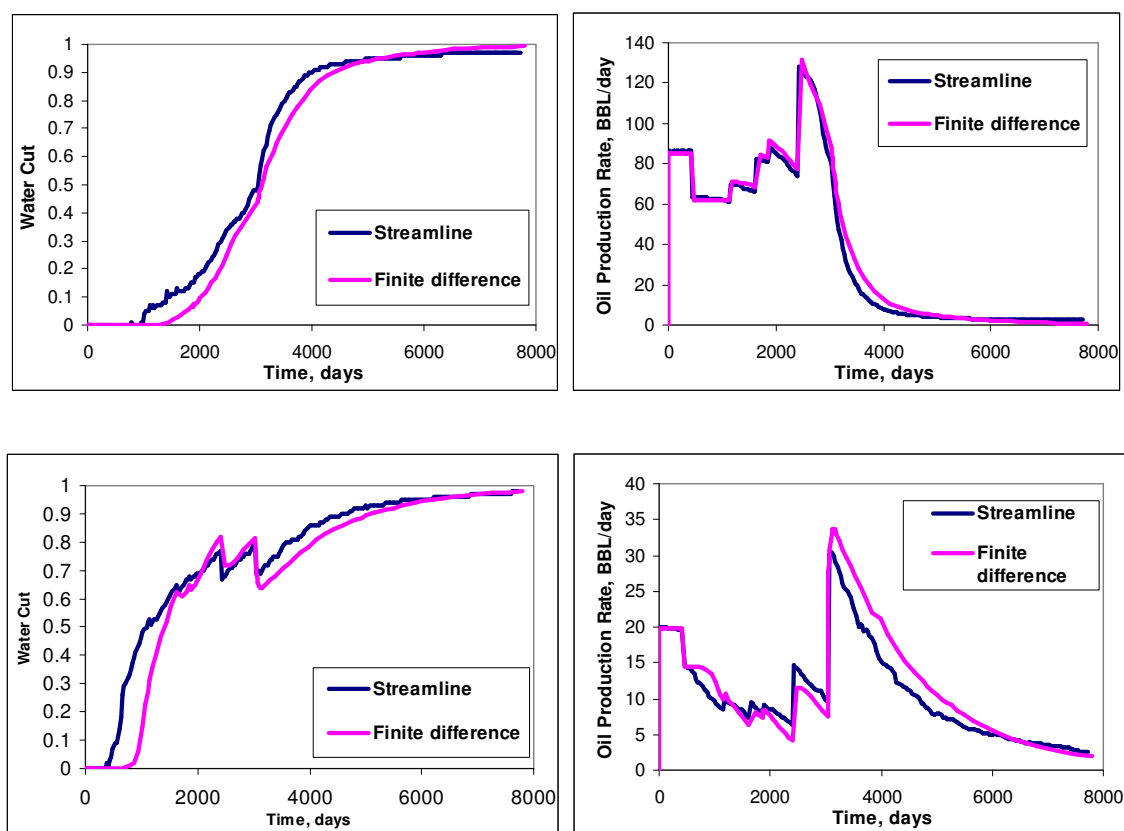 1
0.9
0.8
0.7
0.6
0.5
0.4
0.3
0.2
0.1
0
Water Cut
Streamline
Finite difference
0 2000 4000 6000 8000
Time, days
140
120
100
80
60
40
20
0
Oil Production Rate, BBL/day
Streamline
Finite difference
0 2000 4000 6000 8000
Time, days
1
0.9
0.8
0.7
0.6
0.5
0.4
0.3
0.2
0.1
0
Water Cut
Streamline
Finite difference
0 2000 4000 6000 8000
Time, days
40
35
30
25
20
15
10
5
0
Oil Production Rate, BBL/day
Streamline
Finite
difference
0 2000 4000 6000 8000
Time, days